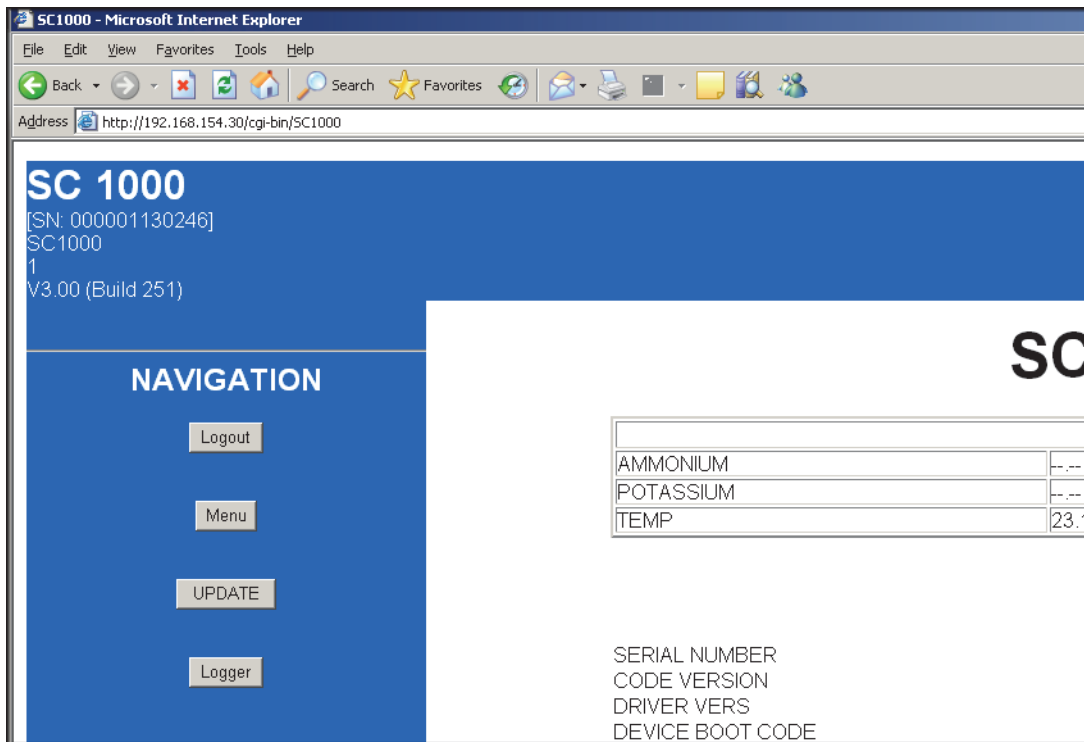 SC1000 - Microsoft Internet Explorer
File Edit View Favorites Tools Help
Back Search Favorites
Address http://192.168.154.30/cgi-bin/SC1000
SC 1000
[SN: 000001130246]
SC1000
1
V3.00 (Build 251)
NAVIGATION
Logout
Menu
UPDATE
Logger
SC
AMMONIUM --.--
POTASSIUM --.--
TEMP 23.1
SERIAL NUMBER
CODE VERSION
DRIVER VERS
DEVICE BOOT CODE